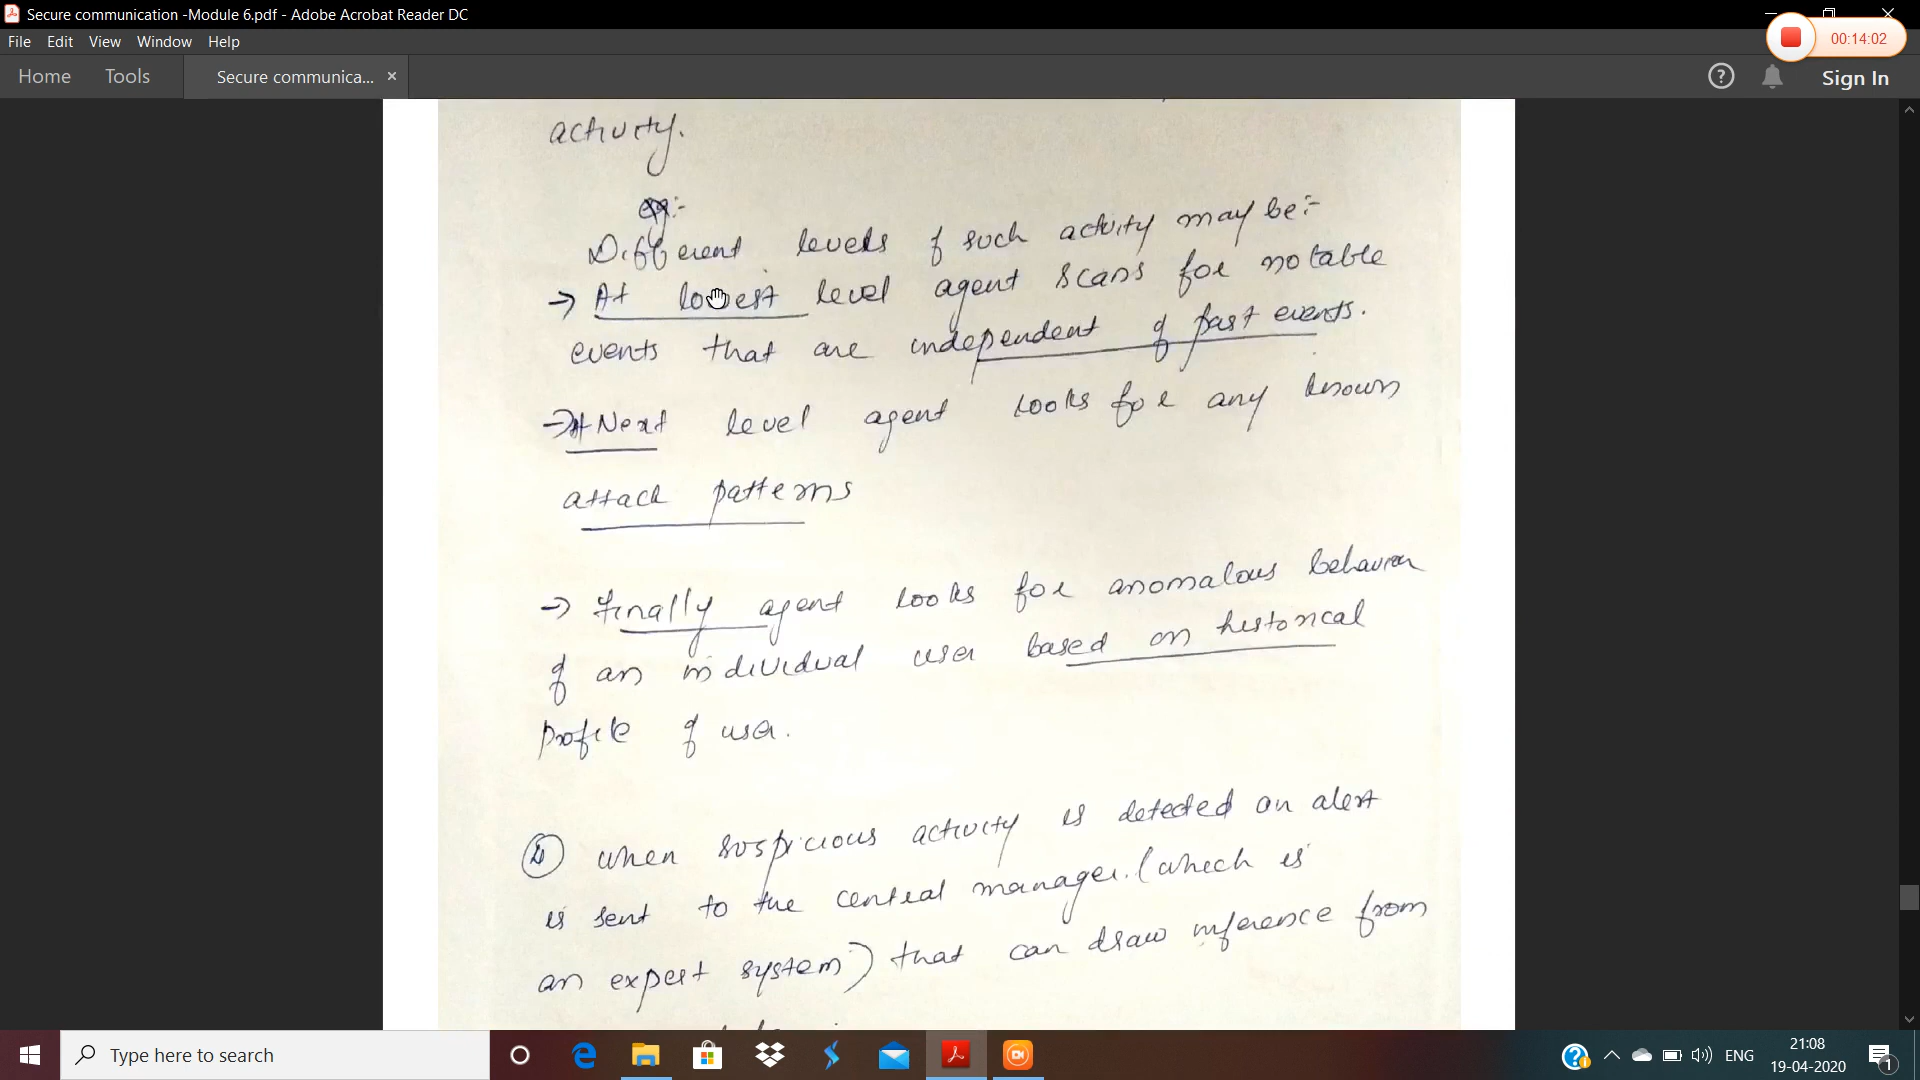 Secure communication -Module 6.pdf - Adobe Acrobat Reader DC
File Edit View Window Help
00:14:02
Home Tools Secure communica... × Sign In
activity.
eg:-
Different levels of such activity may be:-
→ At lowest level agent scans for notable
events that are independent of past events.
→ At Next level agent looks for any known
attack patterns
→ finally agent looks for anomalous behavior
of an individual user based on historical
profile of user.
when suspicious activity is detected an alert
is sent to the central manager. (which is
an expert system) that can draw inference from
Type here to search
ENG
21:08
19-04-2020
1